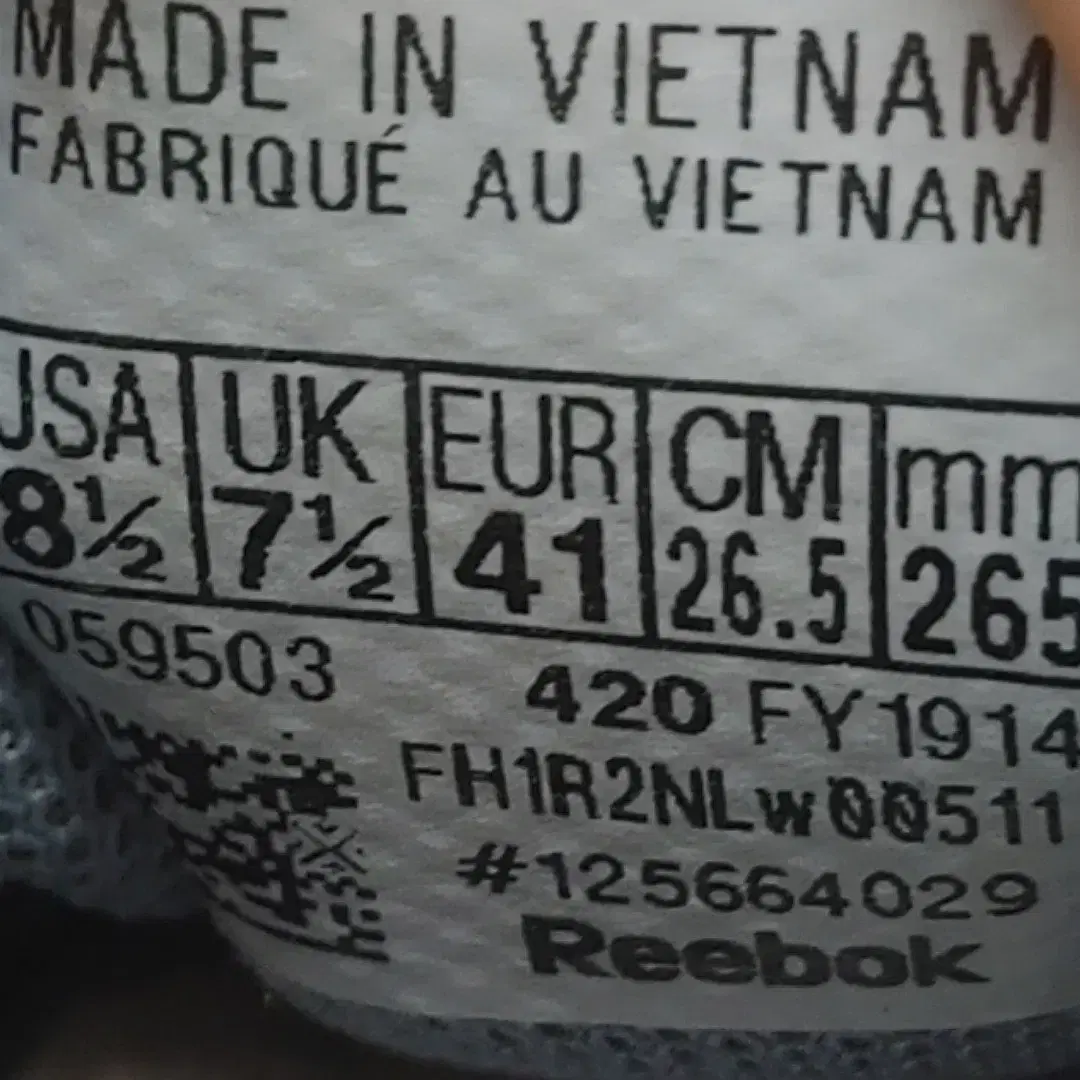 MADE IN VIETNAM
FABRIQUÉ AU VIETNAM
USA UK EUR CM mm
8½ 7½ 41 26.5 265
059503
420 FY1914
FH1R2NLW00511
#125664029
Reebok